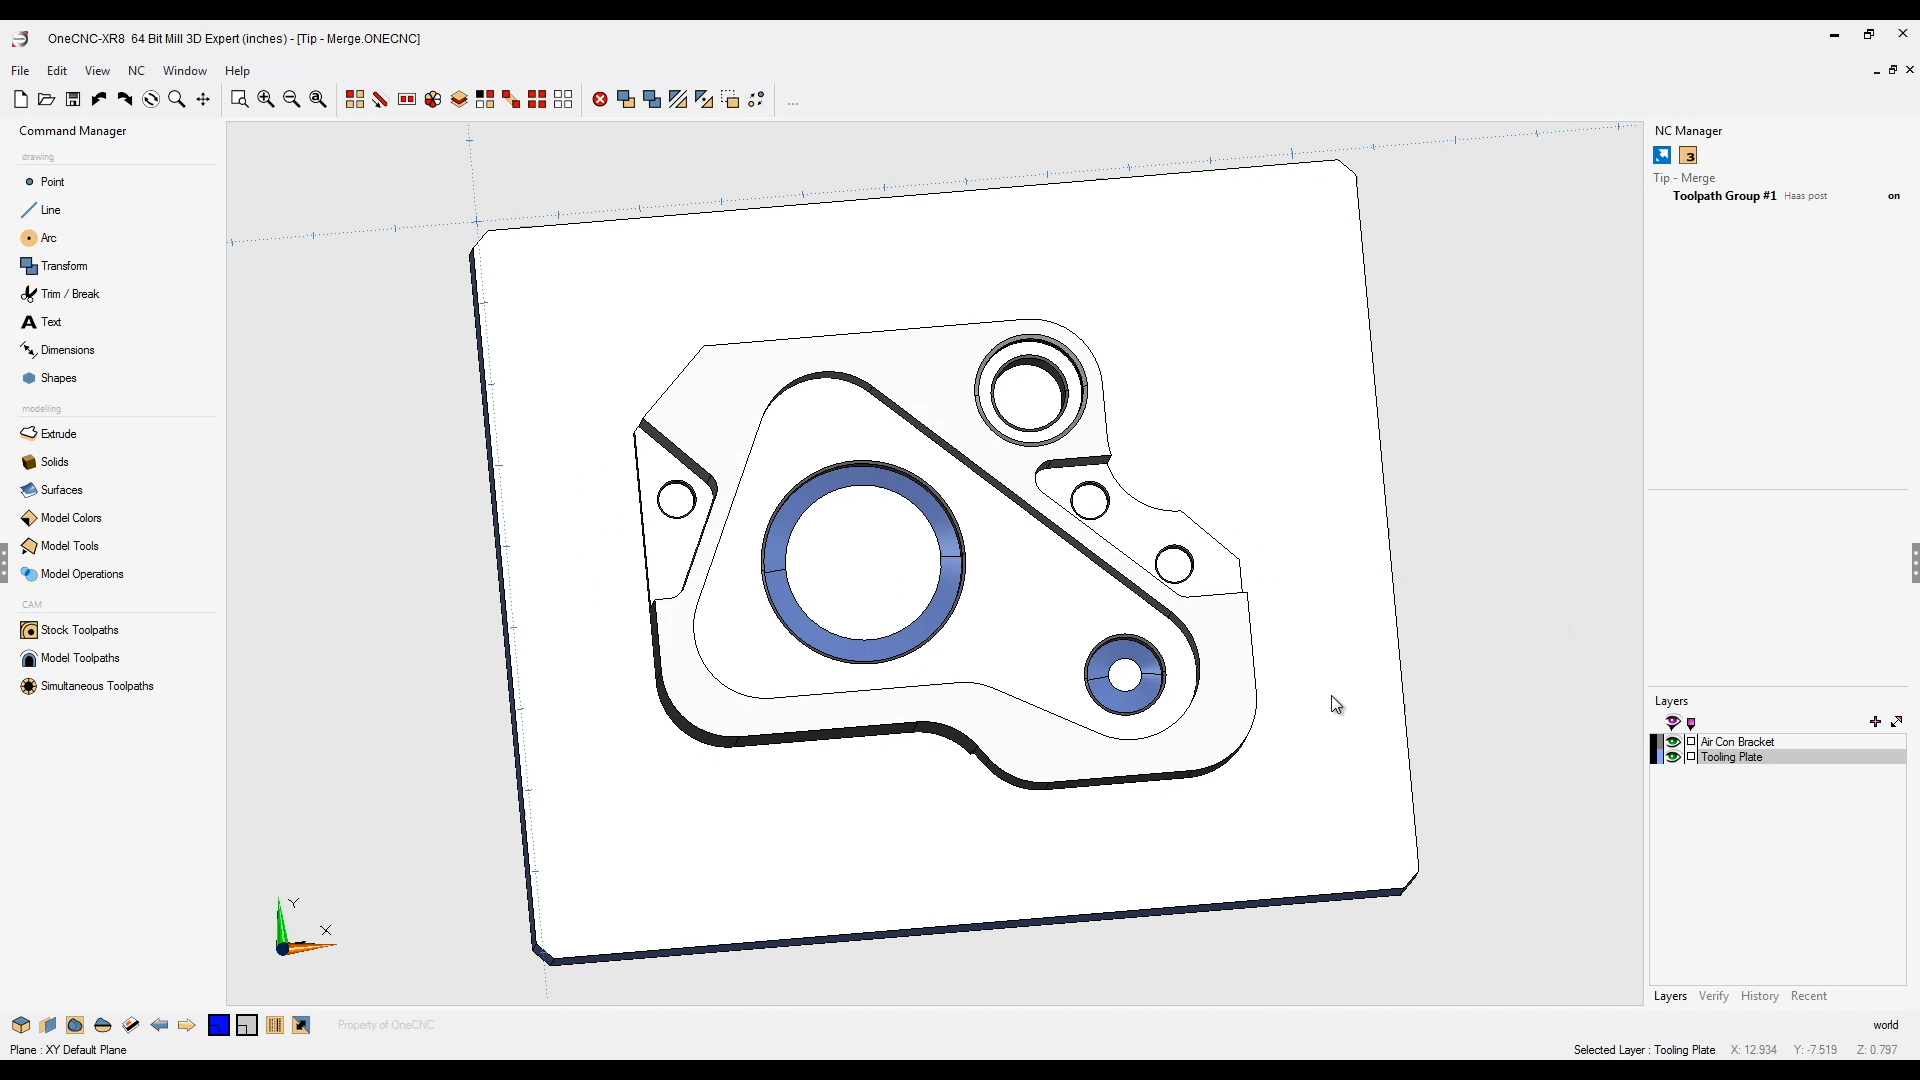 OneCNC-XR8 64 Bit Mill 3D Expert (inches) - [Tip - Merge.ONECNC]
File Edit View NC Window Help
...
Command Manager
drawing
Point
Line
Arc
Transform
Trim / Break
Text
Dimensions
Shapes
modelling
Extrude
Solids
Surfaces
Model Colors
Model Tools
Model Operations
CAM
Stock Toolpaths
Model Toolpaths
Simultaneous Toolpaths
Y
X
NC Manager
3
Tip - Merge
Toolpath Group #1 Haas post on
Layers
Air Con Bracket
Tooling Plate
Layers Verify History Recent
Property of OneCNC
world
Plane : XY Default Plane
Selected Layer : Tooling Plate X: 12.934 Y: -7.519 Z: 0.797